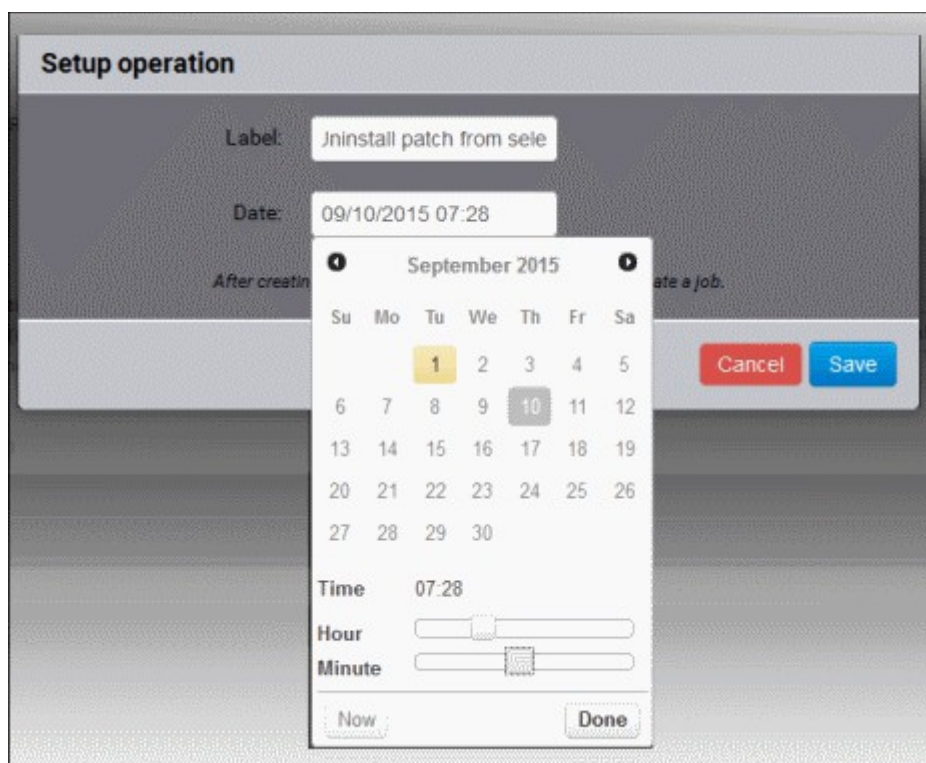 Setup operation
Label: Uninstall patch from sele
Date: 09/10/2015 07:28
September 2015
After creatin ate a job.
Su Mo Tu We Th Fr Sa
1 2 3 4 5
Cancel Save
6 7 8 9 10 11 12
13 14 15 16 17 18 19
20 21 22 23 24 25 26
27 28 29 30
Time 07:28
Hour
Minute
Now Done